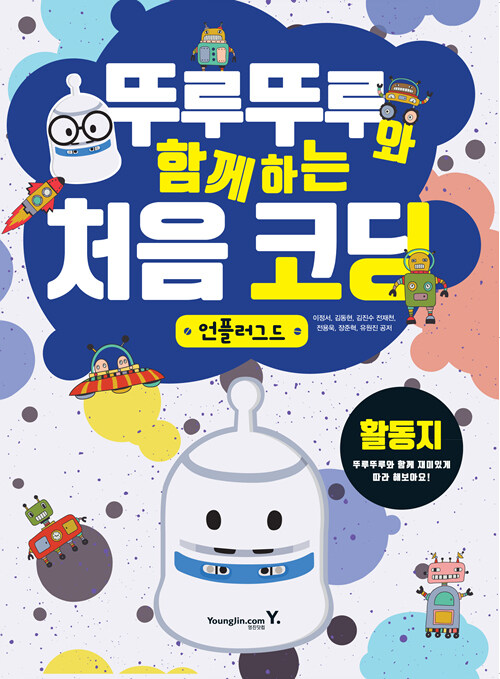 뚜루뚜루와
함께하는
처음 코딩
이정서, 김동현, 김진수 전재천,
전용욱, 장준혁, 유원진 공저
언플러그드
활동지
뚜루뚜루와 함께 재미있게
따라 해보아요!
YoungJin.com Y.
영진닷컴